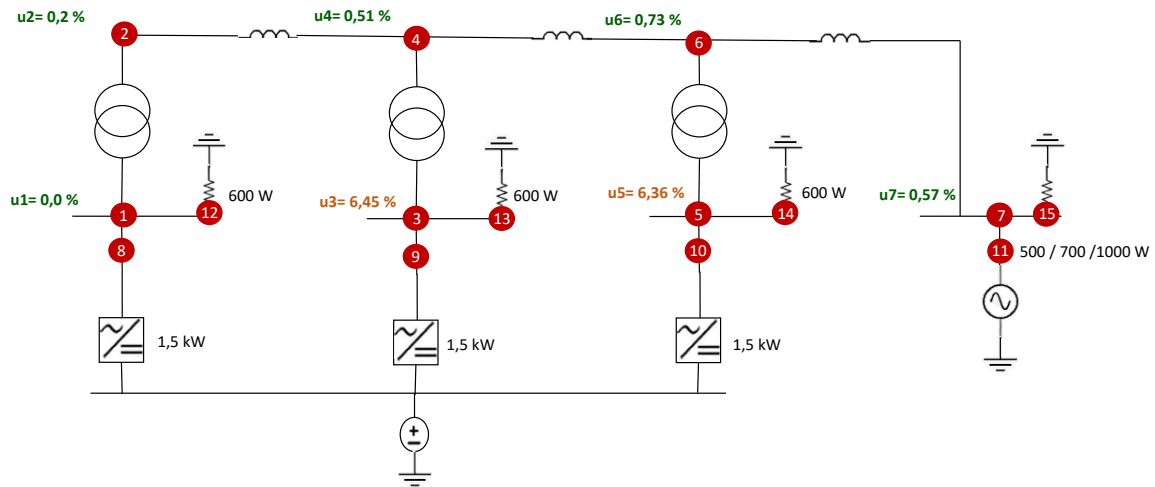 u2= 0,2 %
2
u4= 0,51 %
4
u6= 0,73 %
6
u1= 0,0 %
1
12
600 W
8
u3= 6,45 %
3
13
600 W
9
u5= 6,36 %
5
14
600 W
10
u7= 0,57 %
7
15
11
500 / 700 /1000 W
1,5 kW
1,5 kW
1,5 kW